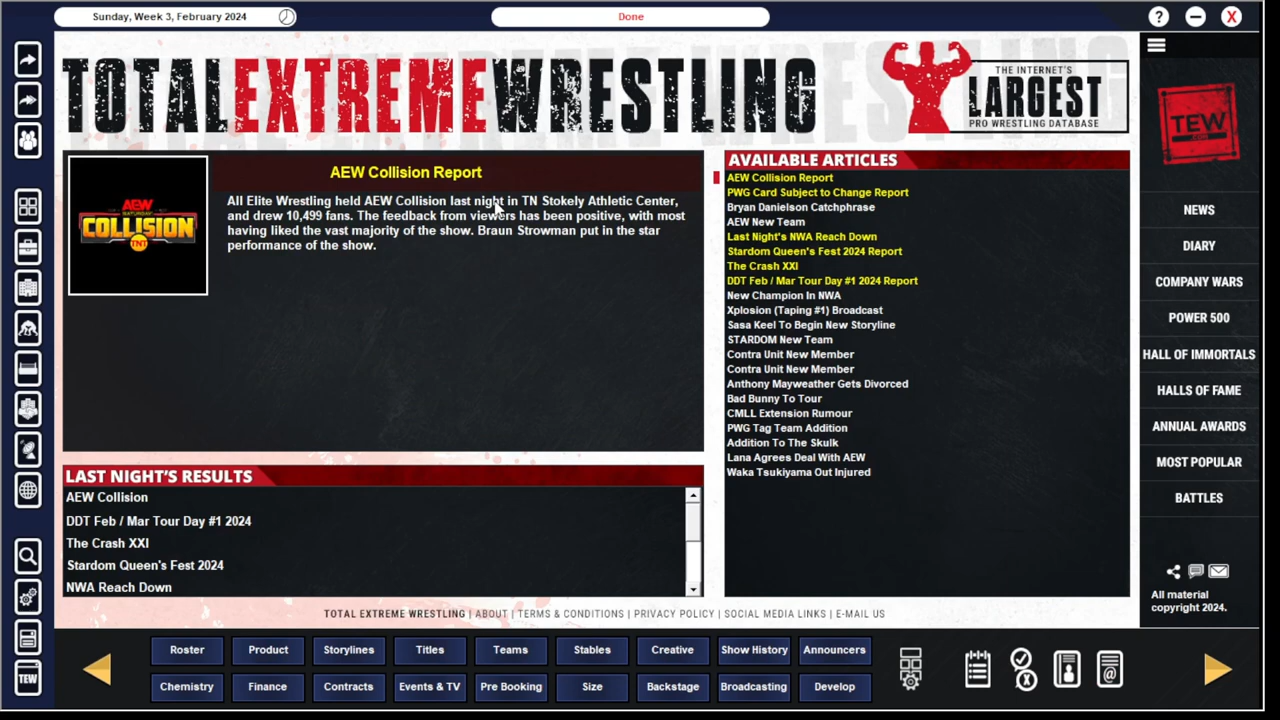 Sunday, Week 3, February 2024
Done
?
X
TOTALEXTREMEWRESTLING
THE INTERNET'S
LARGEST
PRO WRESTLING DATABASE
TEW
.COM
AEW Collision Report
AEW
SATURDAY
COLLISION
TNT
All Elite Wrestling held AEW Collision last night in TN Stokely Athletic Center,
and drew 10,499 fans. The feedback from viewers has been positive, with most
having liked the vast majority of the show. Braun Strowman put in the star
performance of the show.
AVAILABLE ARTICLES
AEW Collision Report
PWG Card Subject to Change Report
Bryan Danielson Catchphrase
AEW New Team
Last Night's NWA Reach Down
Stardom Queen's Fest 2024 Report
The Crash XXI
DDT Feb / Mar Tour Day #1 2024 Report
New Champion In NWA
Xplosion (Taping #1) Broadcast
Sasa Keel To Begin New Storyline
STARDOM New Team
Contra Unit New Member
Contra Unit New Member
Anthony Mayweather Gets Divorced
Bad Bunny To Tour
CMLL Extension Rumour
PWG Tag Team Addition
Addition To The Skulk
Lana Agrees Deal With AEW
Waka Tsukiyama Out Injured
LAST NIGHT'S RESULTS
AEW Collision
DDT Feb / Mar Tour Day #1 2024
The Crash XXI
Stardom Queen's Fest 2024
NWA Reach Down
NEWS
DIARY
COMPANY WARS
POWER 500
HALL OF IMMORTALS
HALLS OF FAME
ANNUAL AWARDS
MOST POPULAR
BATTLES
All material
copyright 2024.
TOTAL EXTREME WRESTLING | ABOUT | TERMS & CONDITIONS | PRIVACY POLICY | SOCIAL MEDIA LINKS | E-MAIL US
TEW
Roster
Product
Storylines
Titles
Teams
Stables
Creative
Show History
Announcers
Chemistry
Finance
Contracts
Events & TV
Pre Booking
Size
Backstage
Broadcasting
Develop